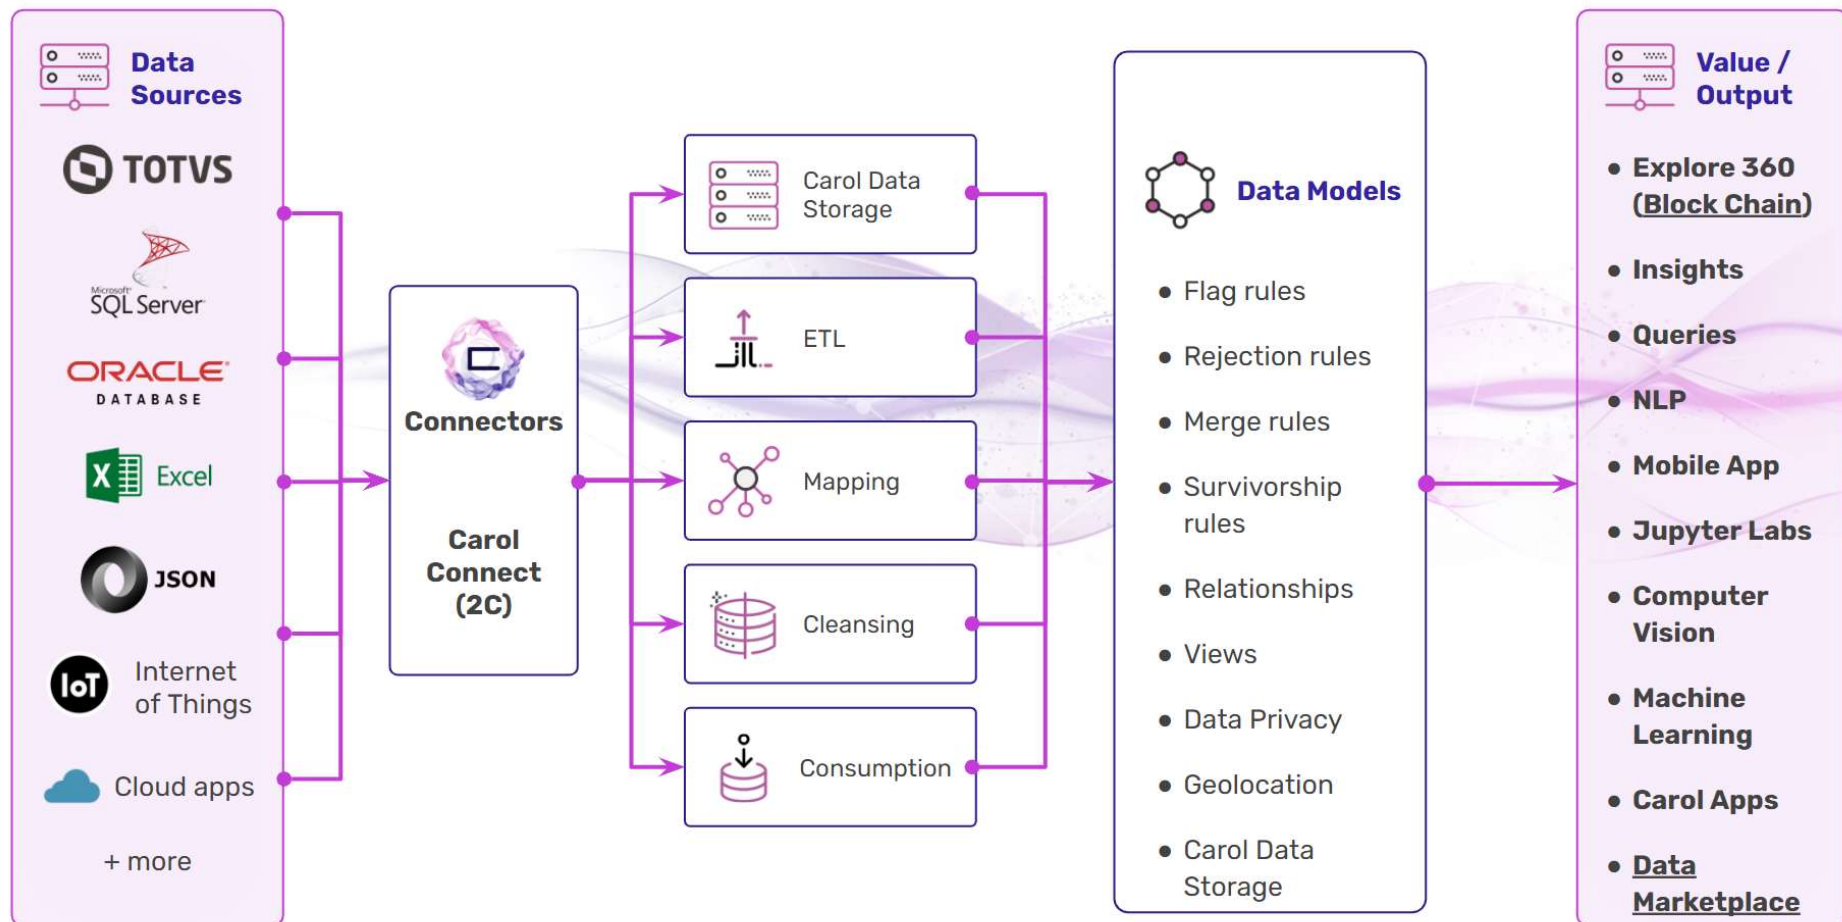 Data
Sources
TOTVS
Microsoft
SQL Server
ORACLE
DATABASE
X
Excel
JSON
IoT
Internet
of Things
Cloud apps
+ more
C
Connectors
Carol
Connect
(2C)
Carol Data
Storage
ETL
Mapping
Cleansing
Consumption
Data Models
● Flag rules
● Rejection rules
● Merge rules
● Survivorship
rules
● Relationships
● Views
● Data Privacy
● Geolocation
● Carol Data
Storage
Value /
Output
● Explore 360
(Block Chain)
● Insights
● Queries
● NLP
● Mobile App
● Jupyter Labs
● Computer
Vision
● Machine
Learning
● Carol Apps
● Data
Marketplace